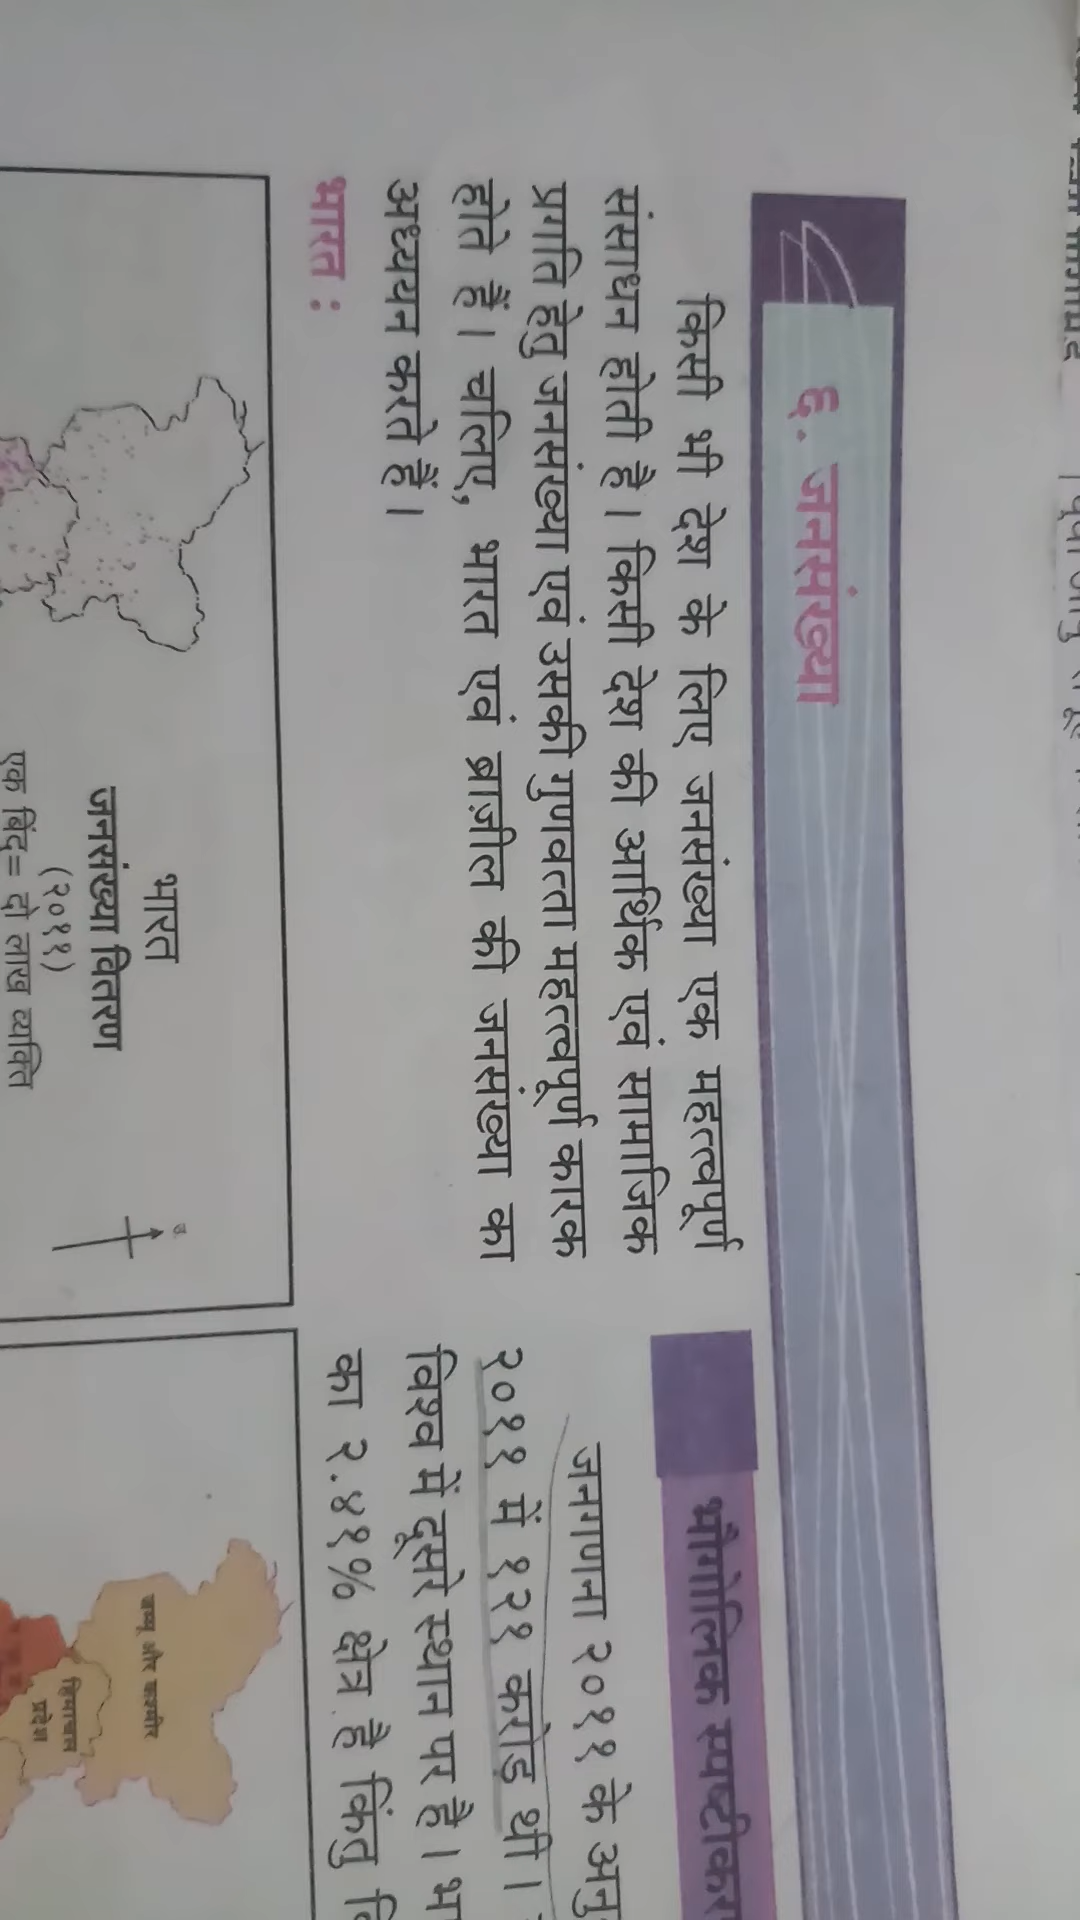 ६. जनसंख्या
किसी भी देश के लिए जनसंख्या एक महत्त्वपूर्ण
संसाधन होती है। किसी देश की आर्थिक एवं सामाजिक
प्रगति हेतु जनसंख्या एवं उसकी गुणवत्ता महत्त्वपूर्ण कारक
होते हैं। चलिए, भारत एवं ब्राज़ील की जनसंख्या का
अध्ययन करते हैं।
भारत :
भारत
जनसंख्या वितरण
(२०११)
एक बिंदु= दो लाख व्यक्ति
उ.
भौगोलिक स्पष्टीकर
जनगणना २०११ के अनु
२०११ में १२१ करोड़ थी।
विश्व में दूसरे स्थान पर है। भा
का २.४१% क्षेत्र है किंतु वि
जम्मू और कश्मीर
हिमाचल
प्रदेश